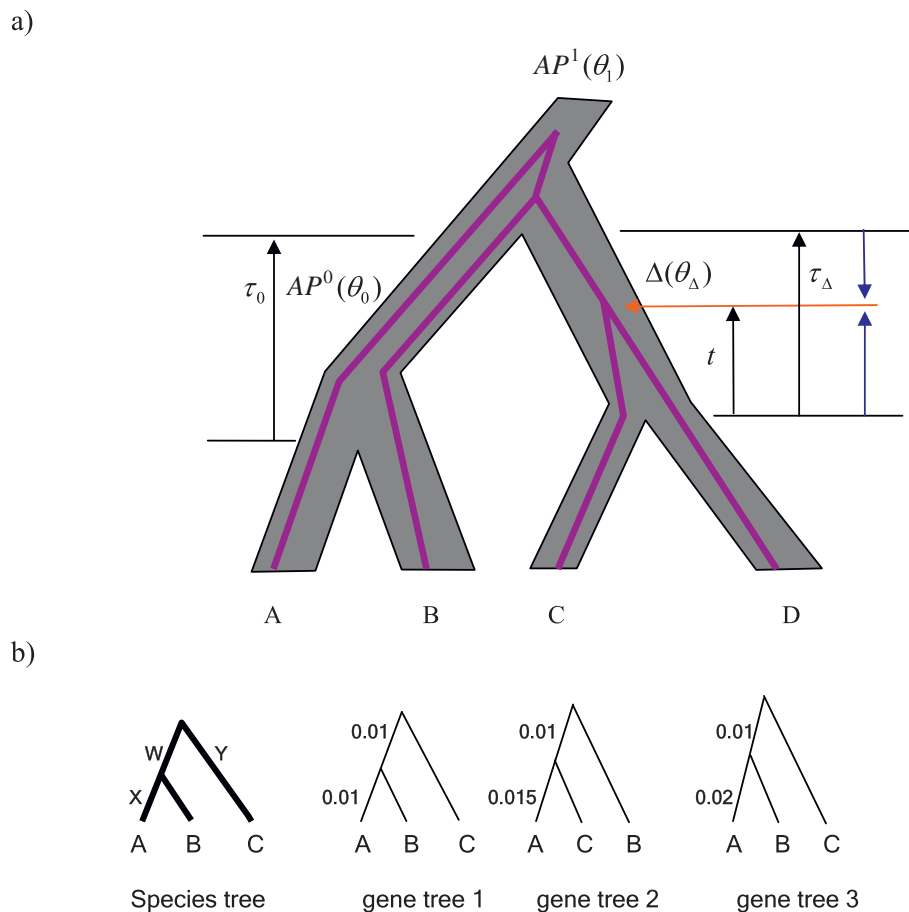 a)
AP¹(θ₁)
τ₀ AP⁰(θ₀) Δ(θ_Δ) τ_Δ
t
A B C D
b)
W Y 0.01 0.01 0.01
X 0.01 0.015 0.02
A B C A B C A C B A B C
Species tree gene tree 1 gene tree 2 gene tree 3